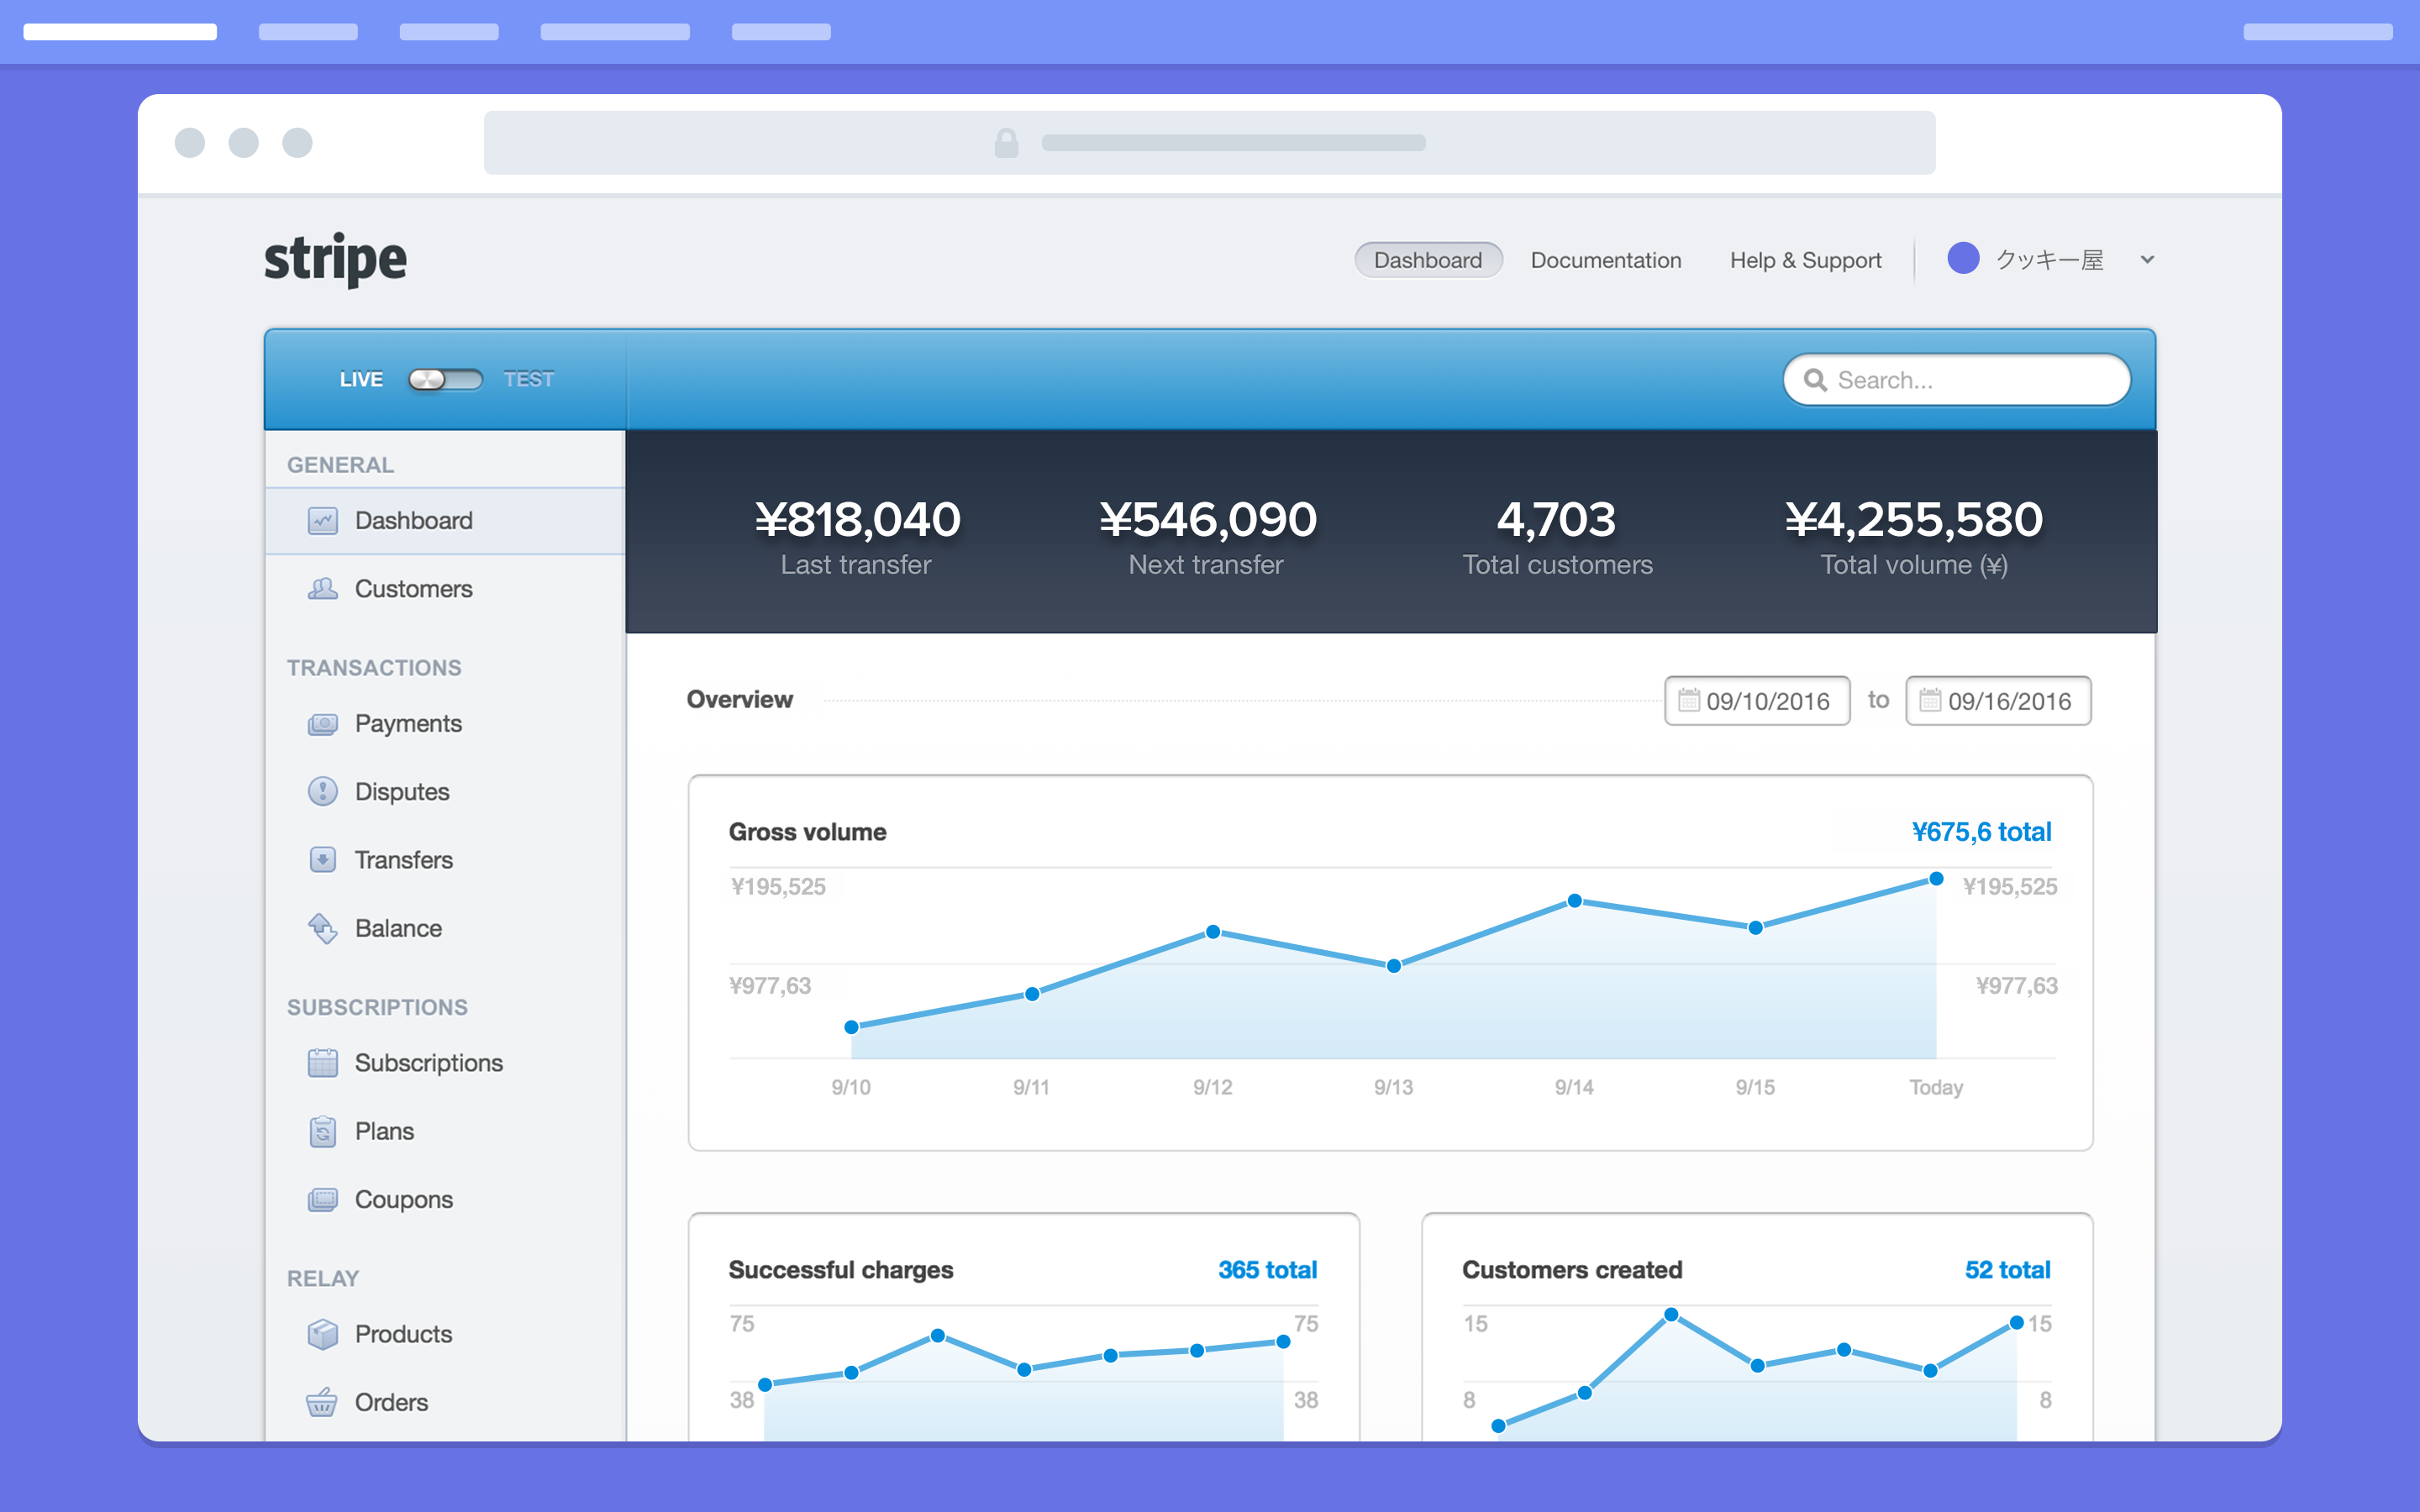 stripe
Dashboard Documentation Help & Support クッキー屋
LIVE TEST Search...
GENERAL
Dashboard
Customers
TRANSACTIONS
Payments
Disputes
Transfers
Balance
SUBSCRIPTIONS
Subscriptions
Plans
Coupons
RELAY
Products
Orders
¥818,040 ¥546,090 4,703 ¥4,255,580
Last transfer Next transfer Total customers Total volume (¥)
Overview 09/10/2016 to 09/16/2016
Gross volume ¥675,6 total
¥195,525 ¥195,525
¥977,63 ¥977,63
9/10 9/11 9/12 9/13 9/14 9/15 Today
Successful charges 365 total
75 75
38 38
Customers created 52 total
15 15
8 8